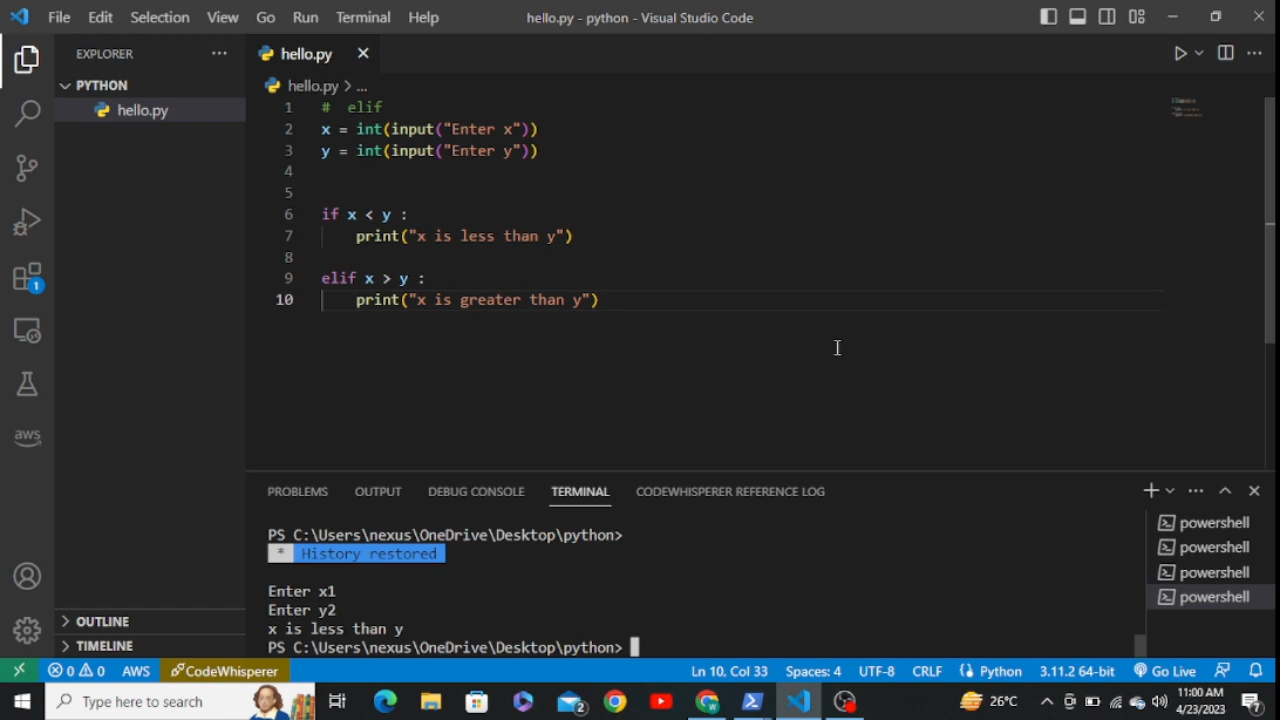 File Edit Selection View Go Run Terminal Help
hello.py - python - Visual Studio Code
EXPLORER
hello.py
PYTHON
hello.py
hello.py > ...
1 #  elif
2 x = int(input("Enter x"))
3 y = int(input("Enter y"))
4
5
6 if x < y :
7     print("x is less than y")
8
9 elif x > y :
10     print("x is greater than y")
1
aws
PROBLEMS OUTPUT DEBUG CONSOLE TERMINAL CODEWHISPERER REFERENCE LOG
PS C:\Users\nexus\OneDrive\Desktop\python>
* History restored
Enter x1
Enter y2
x is less than y
PS C:\Users\nexus\OneDrive\Desktop\python>
powershell
powershell
powershell
powershell
OUTLINE
TIMELINE
0 0 AWS CodeWhisperer Ln 10, Col 33 Spaces: 4 UTF-8 CRLF Python 3.11.2 64-bit Go Live
Type here to search
2
26°C
11:00 AM
4/23/2023
7